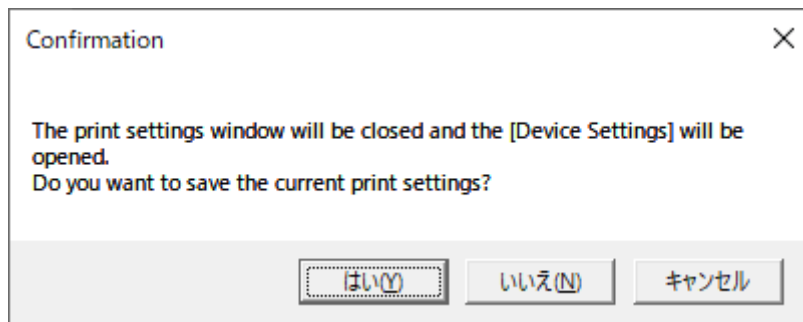 Confirmation
The print settings window will be closed and the [Device Settings] will be
opened.
Do you want to save the current print settings?
はい(Y) いいえ(N) キャンセル